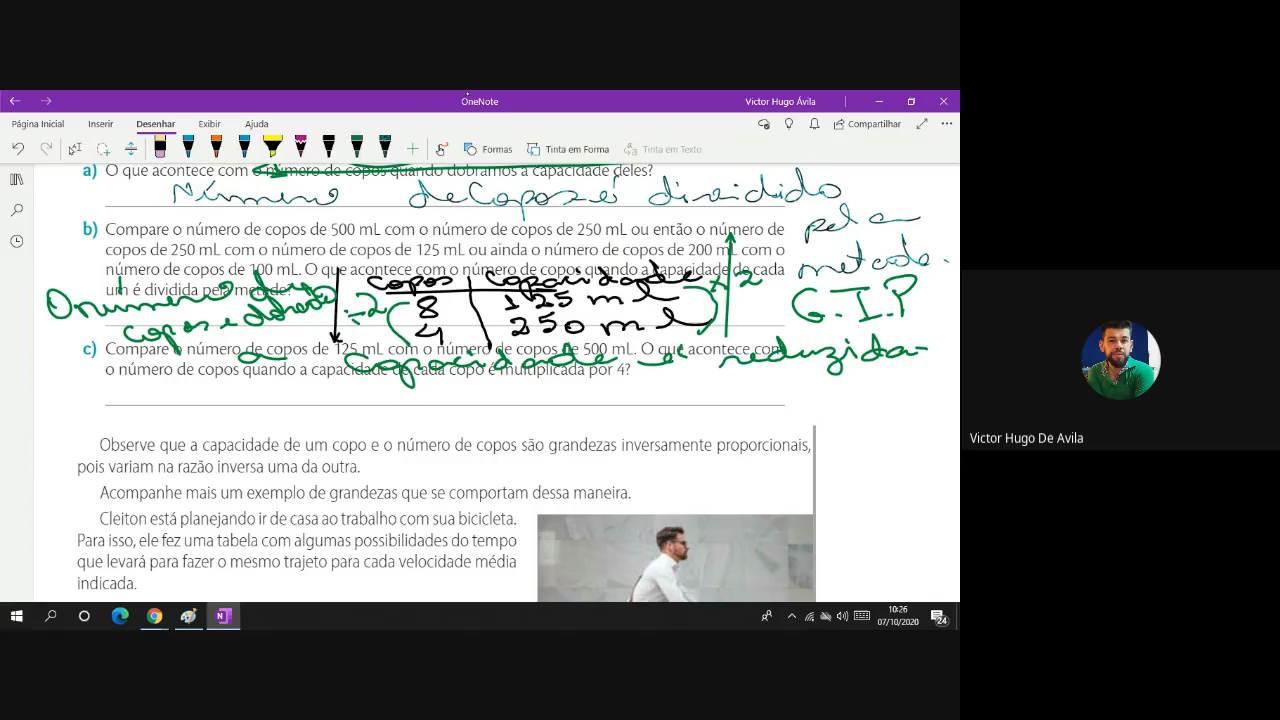 OneNote
Victor Hugo Ávila
Página Inicial Inserir Desenhar Exibir Ajuda
Compartilhar
Formas Tinta em Forma Tinta em Texto
a) O que acontece com o número de copos quando dobramos a capacidade deles?
Número de copos é dividido
pela
metade.
b) Compare o número de copos de 500 mL com o número de copos de 250 mL ou então o número de
copos de 250 mL com o número de copos de 125 mL ou ainda o número de copos de 200 mL com o
número de copos de 100 mL. O que acontece com o número de copos quando a capacidade de cada
um é dividida pela metade?
copos capacidade
8 125 ml
4 250 ml
÷2
×2
G.I.P
O número de
copos é
a capacidade é reduzida
c) Compare o número de copos de 125 mL com o número de copos de 500 mL. O que acontece com
o número de copos quando a capacidade de cada copo é multiplicada por 4?
Observe que a capacidade de um copo e o número de copos são grandezas inversamente proporcionais,
pois variam na razão inversa uma da outra.
Acompanhe mais um exemplo de grandezas que se comportam dessa maneira.
Cleiton está planejando ir de casa ao trabalho com sua bicicleta.
Para isso, ele fez uma tabela com algumas possibilidades do tempo
que levará para fazer o mesmo trajeto para cada velocidade média
indicada.
Victor Hugo De Avila
10:26
07/10/2020
24